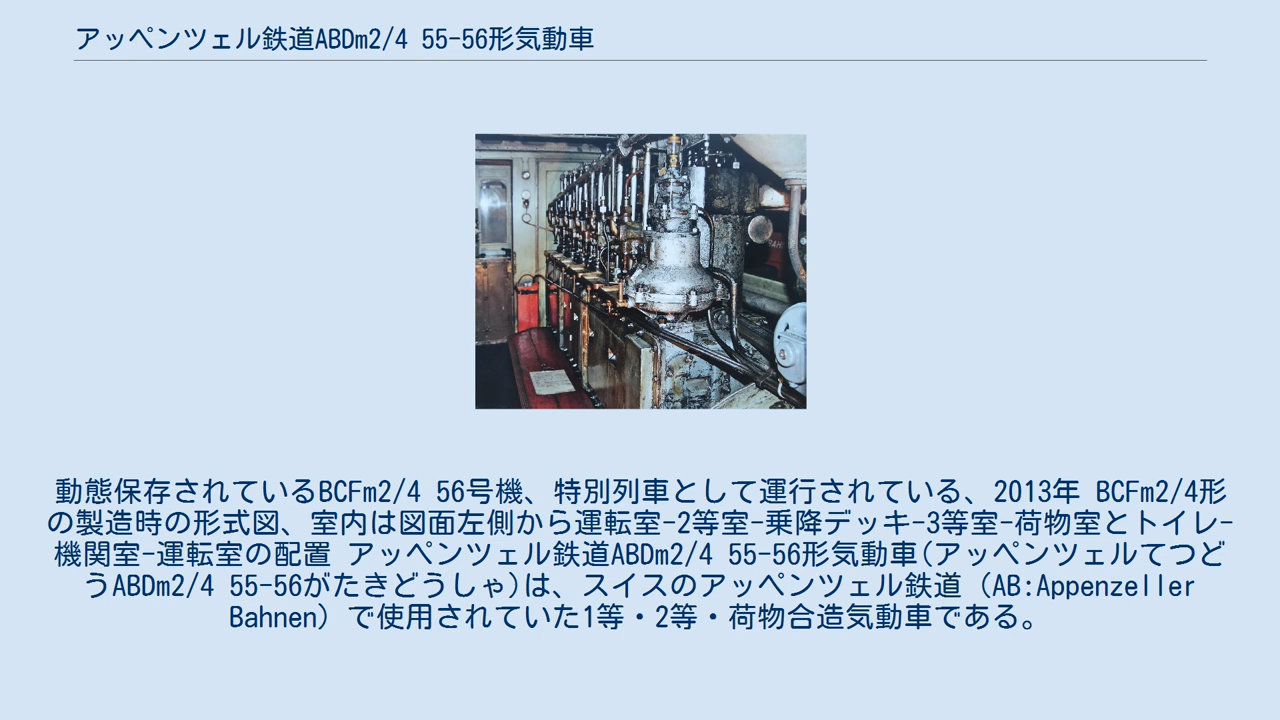 アッペンツェル鉄道ABDm2/4 55-56形気動車
動態保存されているBCFm2/4 56号機、特別列車として運行されている、2013年 BCFm2/4形
の製造時の形式図、室内は図面左側から運転室-2等室-乗降デッキ-3等室-荷物室とトイレ-
機関室-運転室の配置 アッペンツェル鉄道ABDm2/4 55-56形気動車(アッペンツェルてつど
うABDm2/4 55-56がたきどうしゃ)は、スイスのアッペンツェル鉄道（AB:Appenzeller
Bahnen）で使用されていた1等・2等・荷物合造気動車である。